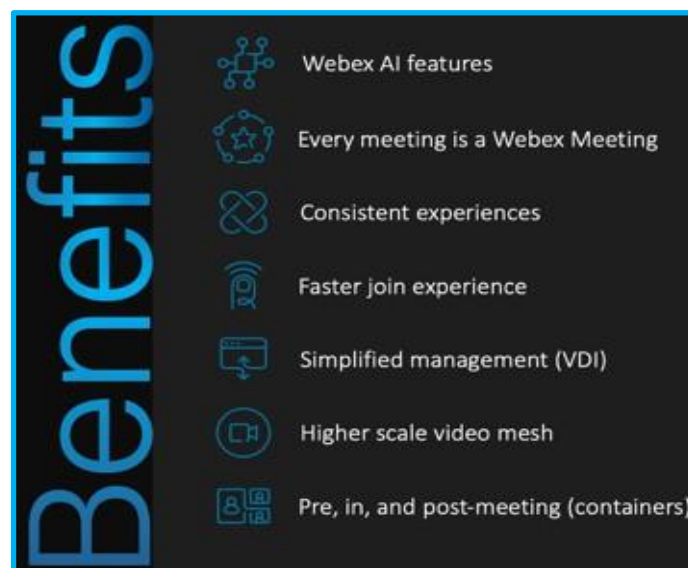 Benefits
Webex AI features
Every meeting is a Webex Meeting
Consistent experiences
Faster join experience
Simplified management (VDI)
Higher scale video mesh
Pre, in, and post-meeting (containers)